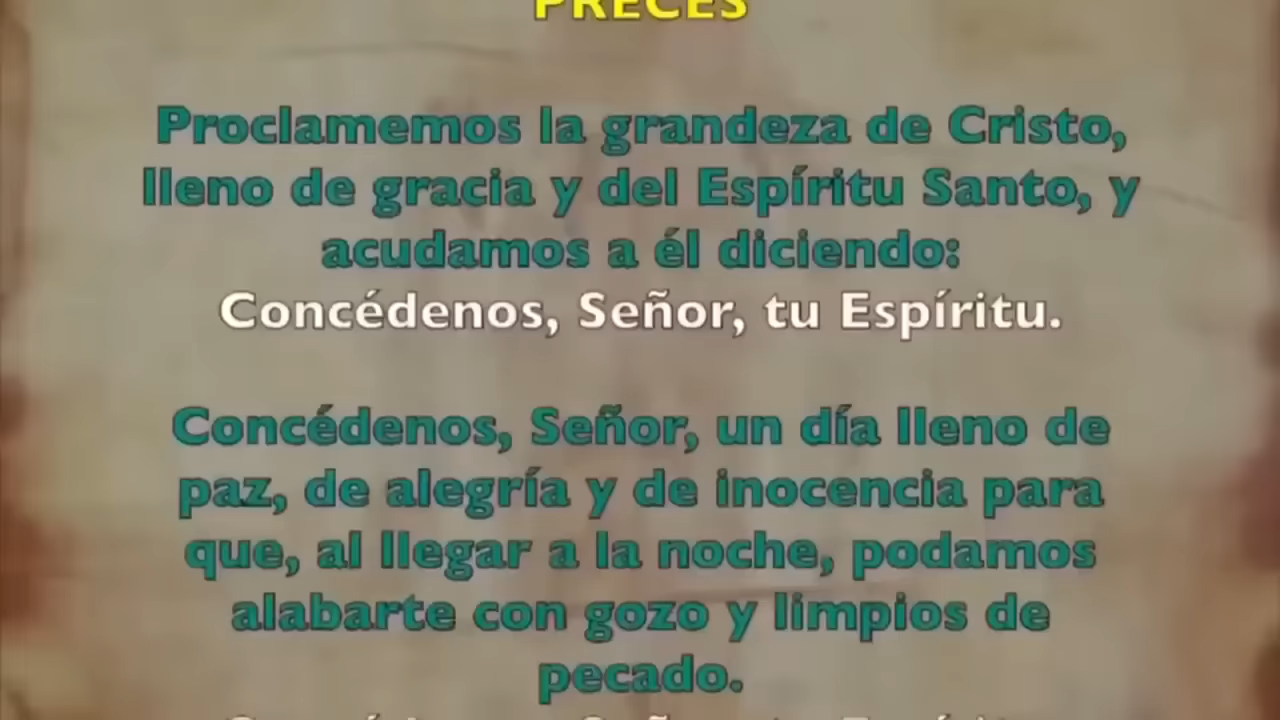 PRECES
Proclamemos la grandeza de Cristo,
lleno de gracia y del Espíritu Santo, y
acudamos a él diciendo:
Concédenos, Señor, tu Espíritu.
Concédenos, Señor, un día lleno de
paz, de alegría y de inocencia para
que, al llegar a la noche, podamos
alabarte con gozo y limpios de
pecado.